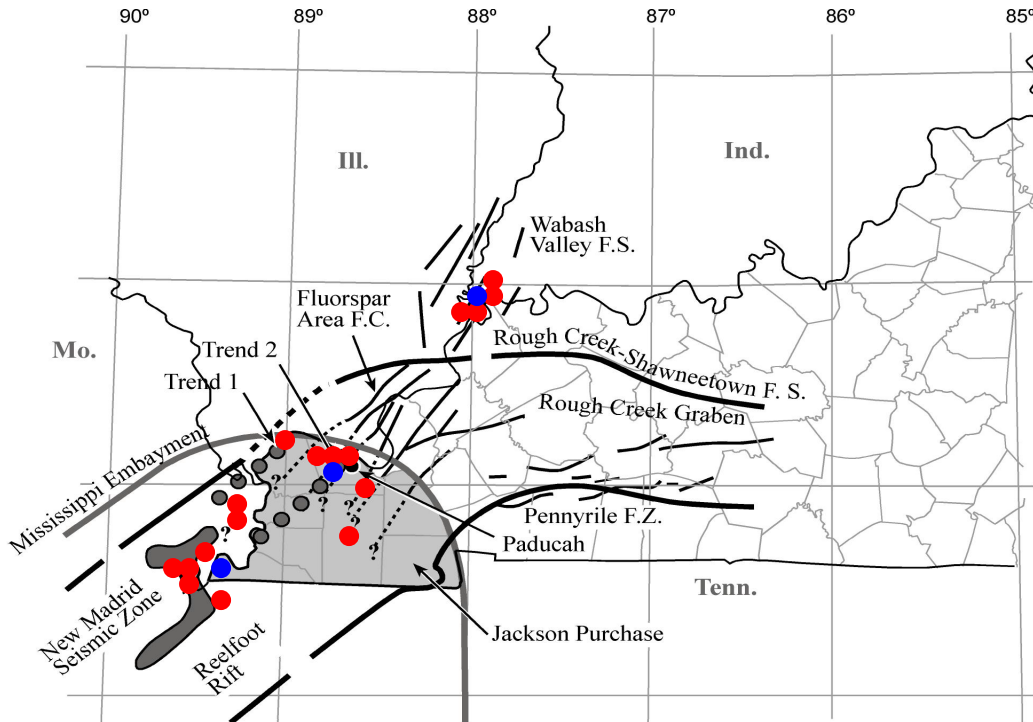 90º
89º
88º
87º
86º
85º
Ill.
Ind.
Wabash
Valley F.S.
Fluorspar
Area F.C.
Rough Creek-Shawneetown F. S.
Mo.
Trend 2
Trend 1
Rough Creek Graben
Mississippi Embayment
?
?
?
?
?
?
Pennyrile F.Z.
Paducah
New Madrid
Seismic Zone
Tenn.
Reelfoot
Rift
Jackson Purchase